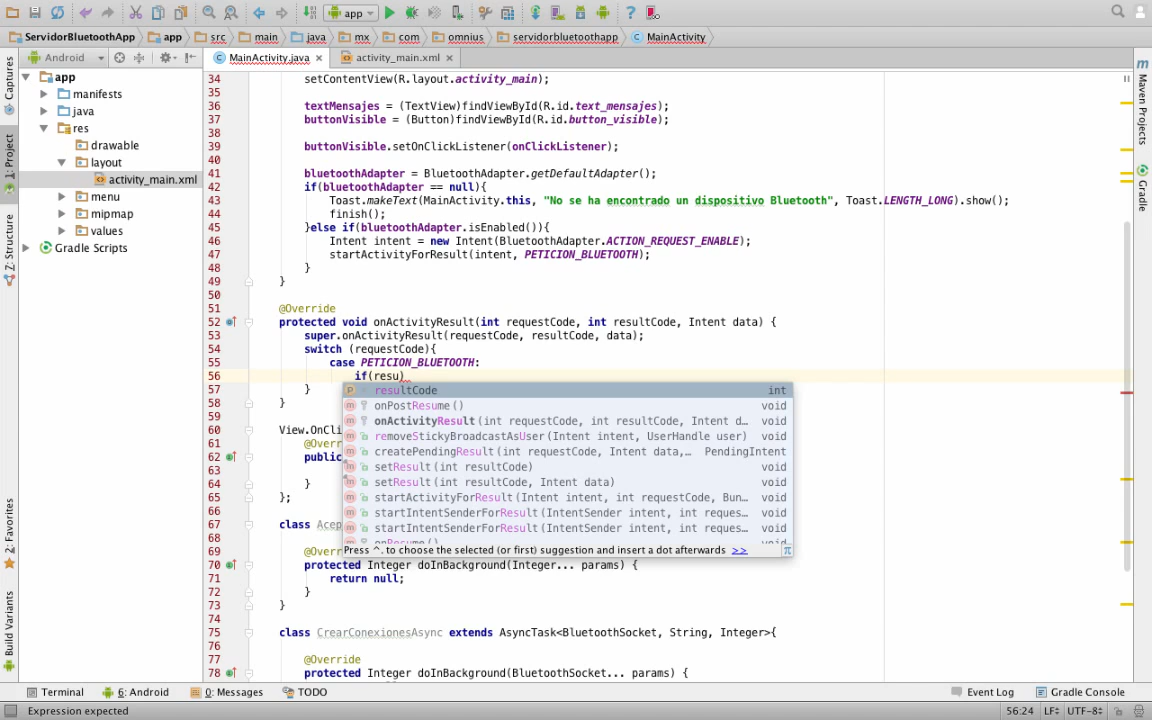 app
ServidorBluetoothApp app src main java mx com omnius servidorbluetoothapp MainActivity
Android MainActivity.java activity_main.xml
Captures
1: Project
Z: Structure
2: Favorites
Build Variants
app
manifests
java
res
drawable
layout
activity_main.xml
menu
mipmap
values
Gradle Scripts
34 setContentView(R.layout.activity_main);
35
36 textMensajes = (TextView)findViewById(R.id.text_mensajes);
37 buttonVisible = (Button)findViewById(R.id.button_visible);
38
39 buttonVisible.setOnClickListener(onClickListener);
40
41 bluetoothAdapter = BluetoothAdapter.getDefaultAdapter();
42 if(bluetoothAdapter == null){
43 Toast.makeText(MainActivity.this, "No se ha encontrado un dispositivo Bluetooth", Toast.LENGTH_LONG).show();
44 finish();
45 }else if(bluetoothAdapter.isEnabled()){
46 Intent intent = new Intent(BluetoothAdapter.ACTION_REQUEST_ENABLE);
47 startActivityForResult(intent, PETICION_BLUETOOTH);
48 }
49 }
50
51 @Override
52 protected void onActivityResult(int requestCode, int resultCode, Intent data) {
53 super.onActivityResult(requestCode, resultCode, data);
54 switch (requestCode){
55 case PETICION_BLUETOOTH:
56 if(resu)
57 }
58 }
59
60 View.OnCl
61 @Overr
62 public
63
64 }
65 };
66
67 class Acep
68
69 @Overr
70 protected Integer doInBackground(Integer... params) {
71 return null;
72 }
73 }
74
75 class CrearConexionesAsync extends AsyncTask<BluetoothSocket, String, Integer>{
76
77 @Override
78 protected Integer doInBackground(BluetoothSocket... params) {
resultCode int
onPostResume() void
onActivityResult(int requestCode, int resultCode, Intent d… void
removeStickyBroadcastAsUser(Intent intent, UserHandle user) void
createPendingResult(int requestCode, Intent data,… PendingIntent
setResult(int resultCode) void
setResult(int resultCode, Intent data) void
startActivityForResult(Intent intent, int requestCode, Bun… void
startIntentSenderForResult(IntentSender intent, int reques… void
startIntentSenderForResult(IntentSender intent, int reques… void
onResume() void
Press ^. to choose the selected (or first) suggestion and insert a dot afterwards >> π
Maven Projects
Gradle
Terminal 6: Android 0: Messages TODO Event Log Gradle Console
Expression expected 56:24 LF UTF-8